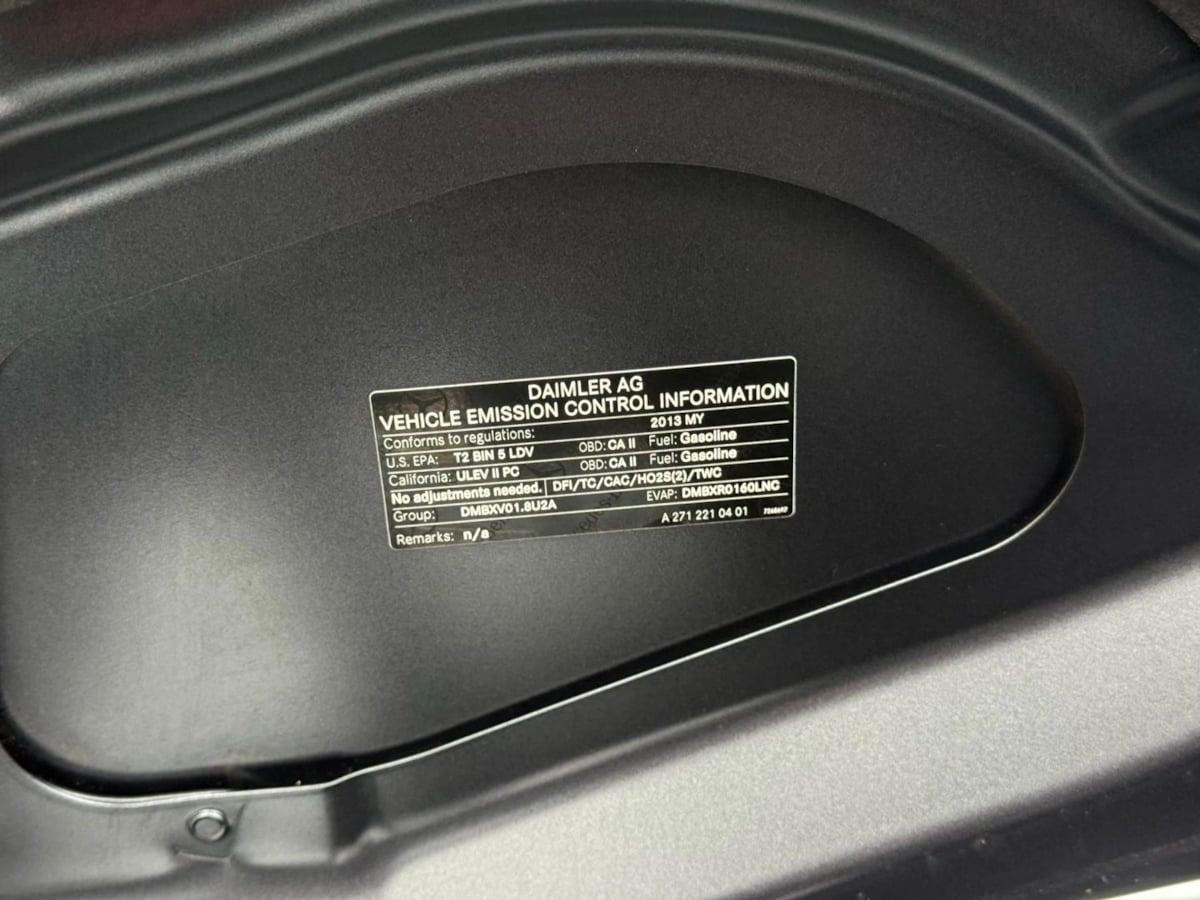 DAIMLER AG
VEHICLE EMISSION CONTROL INFORMATION
Conforms to regulations: 2013 MY
U.S. EPA: T2 BIN 5 LDV OBD: CA II Fuel: Gasoline
California: ULEV II PC OBD: CA II Fuel: Gasoline
No adjustments needed. DFI/TC/CAC/HO2S(2)/TWC
Group: DMBXV01.8U2A EVAP: DMBXR0160LNC
Remarks: n/a A 271 221 04 01